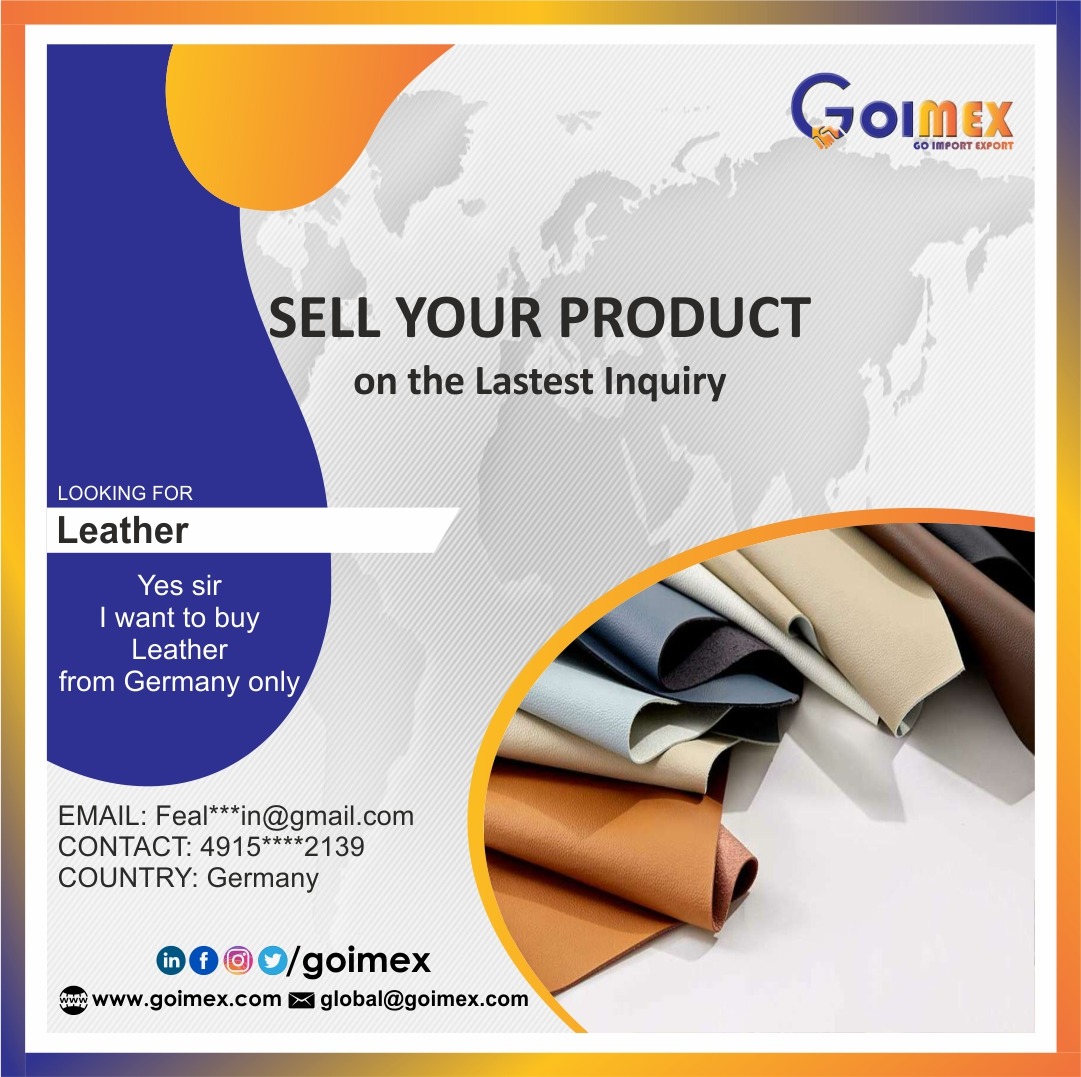 GOIMEX
GO IMPORT EXPORT
SELL YOUR PRODUCT
on the Lastest Inquiry
LOOKING FOR
Leather
Yes sir
I want to buy
Leather
from Germany only
EMAIL: Feal***in@gmail.com
CONTACT: 4915****2139
COUNTRY: Germany
in f /goimex
www www.goimex.com global@goimex.com